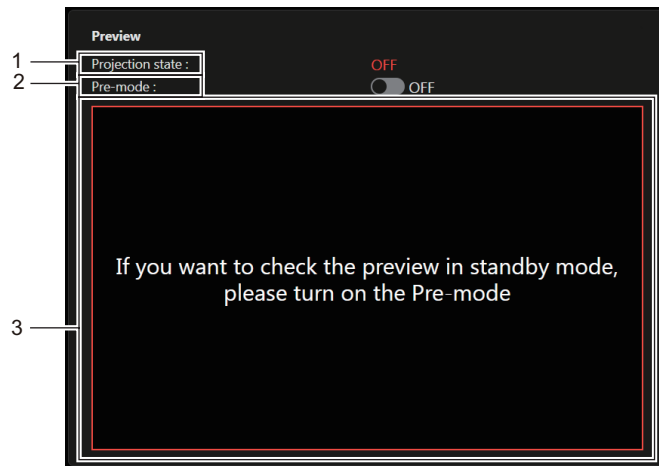 Preview
1
Projection state : OFF
2
Pre-mode : OFF
If you want to check the preview in standby mode,
please turn on the Pre-mode
3